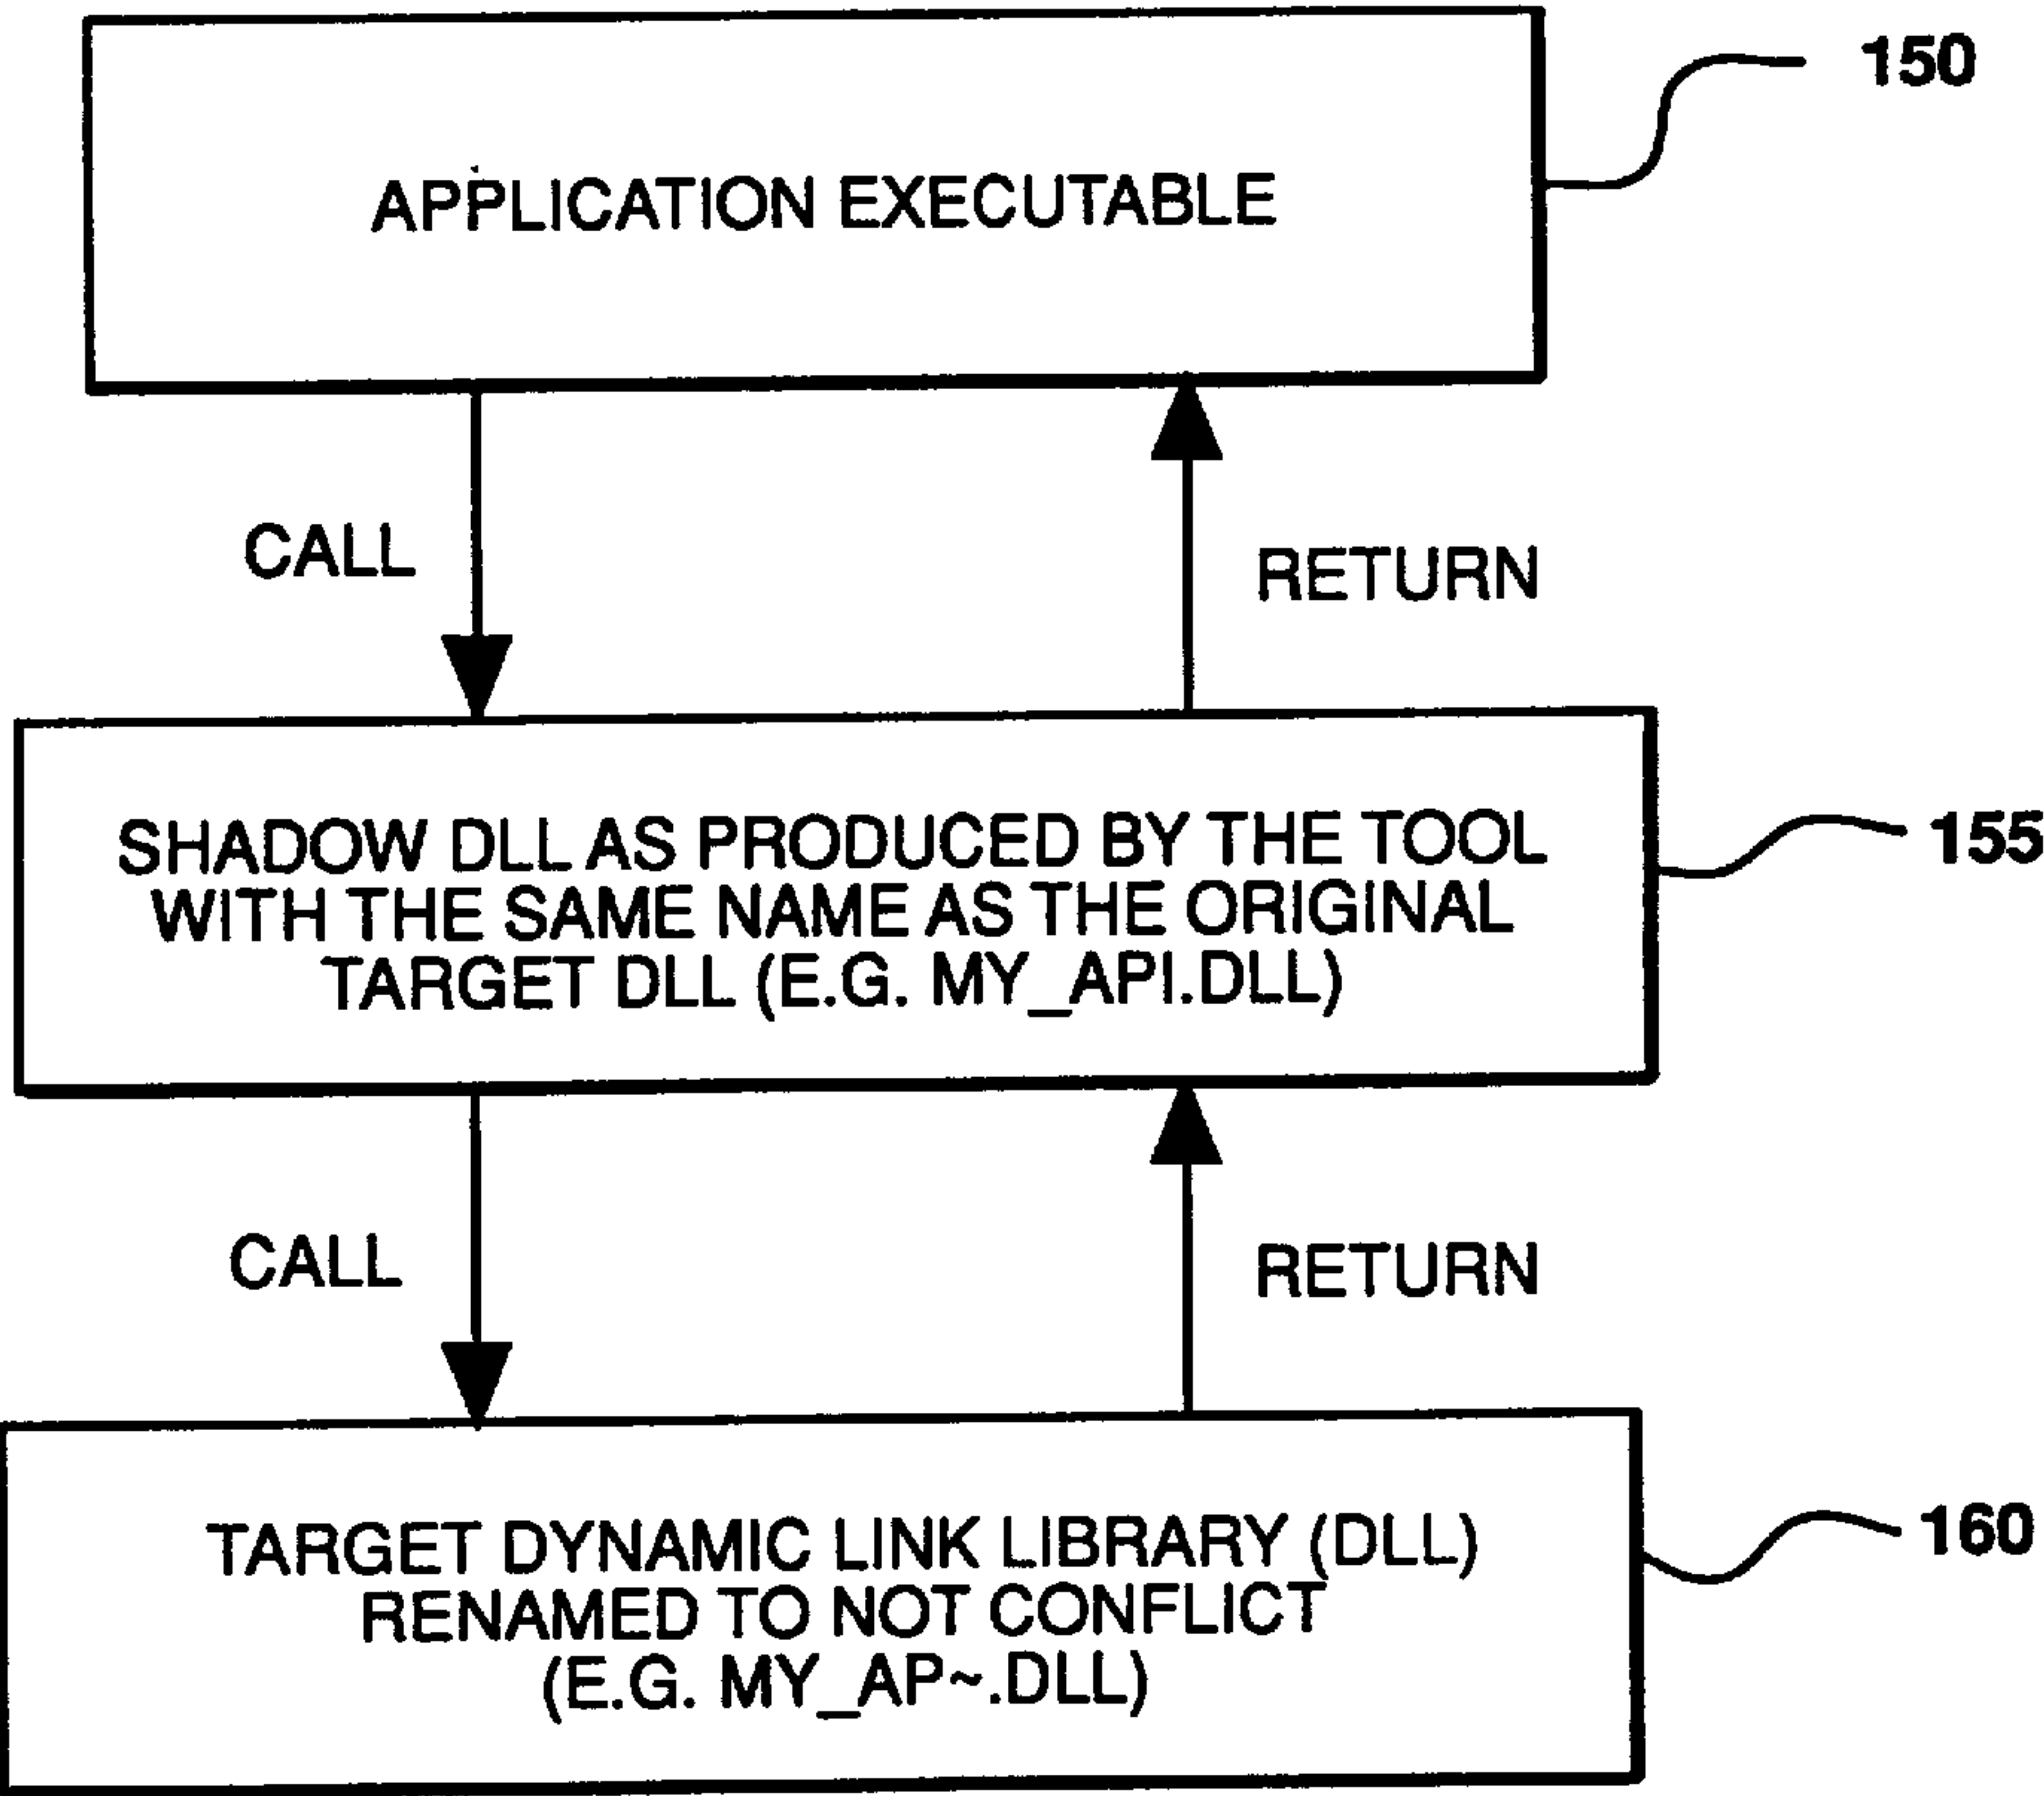 150
APPLICATION EXECUTABLE
CALL
RETURN
SHADOW DLL AS PRODUCED BY THE TOOL
WITH THE SAME NAME AS THE ORIGINAL
TARGET DLL (E.G. MY_API.DLL)
155
CALL
RETURN
TARGET DYNAMIC LINK LIBRARY (DLL)
RENAMED TO NOT CONFLICT
(E.G. MY_AP~.DLL)
160